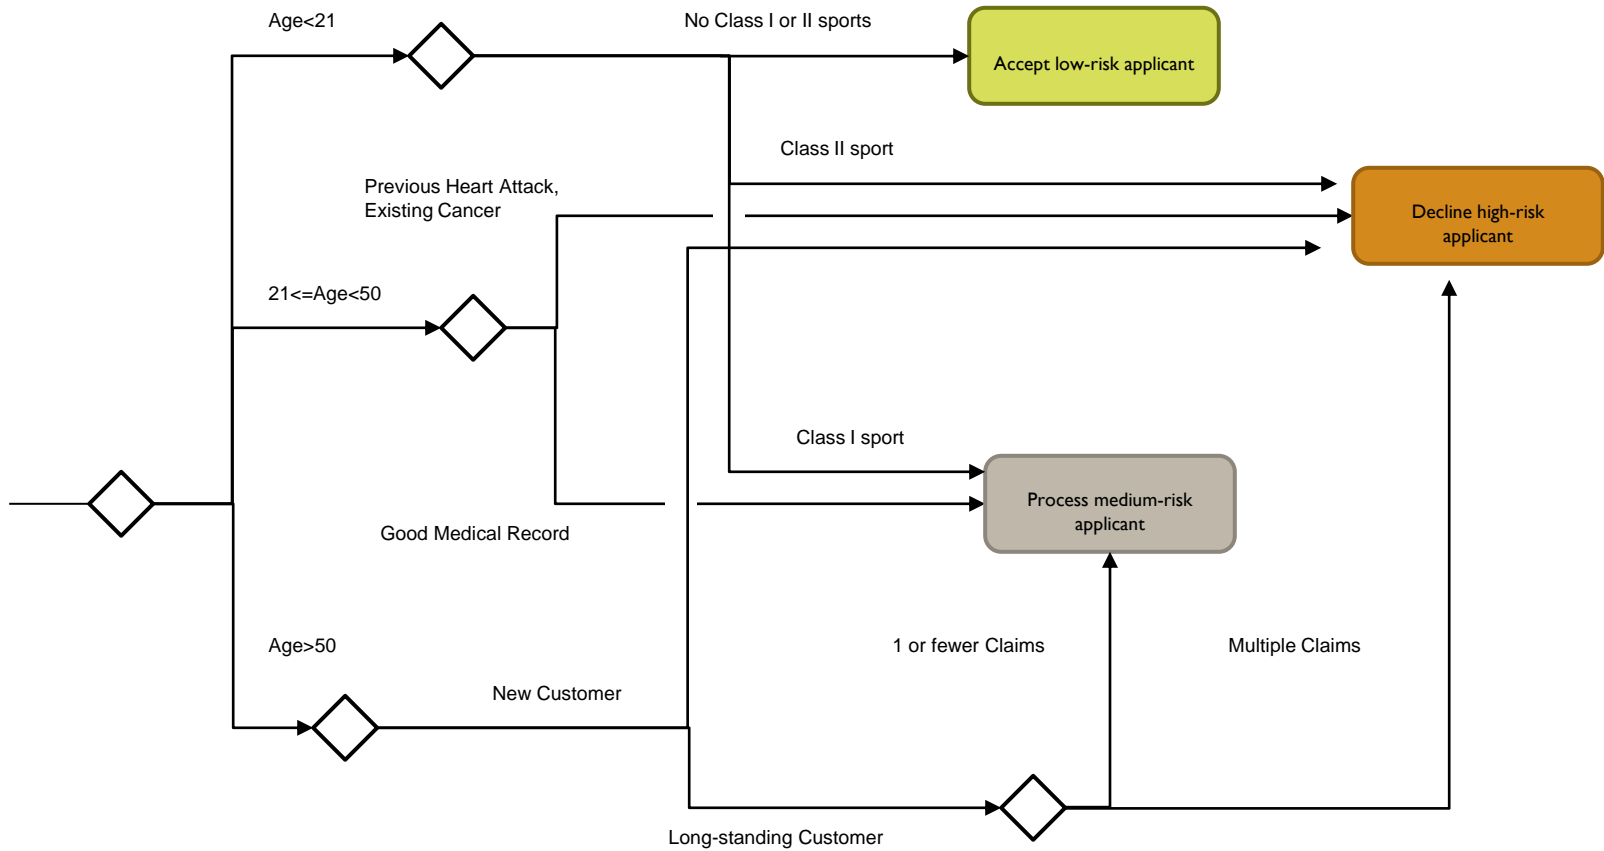 Age<21
No Class I or II sports
Accept low-risk applicant
Class II sport
Previous Heart Attack,
Existing Cancer
Decline high-risk
applicant
21<=Age<50
Class I sport
Process medium-risk
applicant
Good Medical Record
Age>50
1 or fewer Claims
Multiple Claims
New Customer
Long-standing Customer